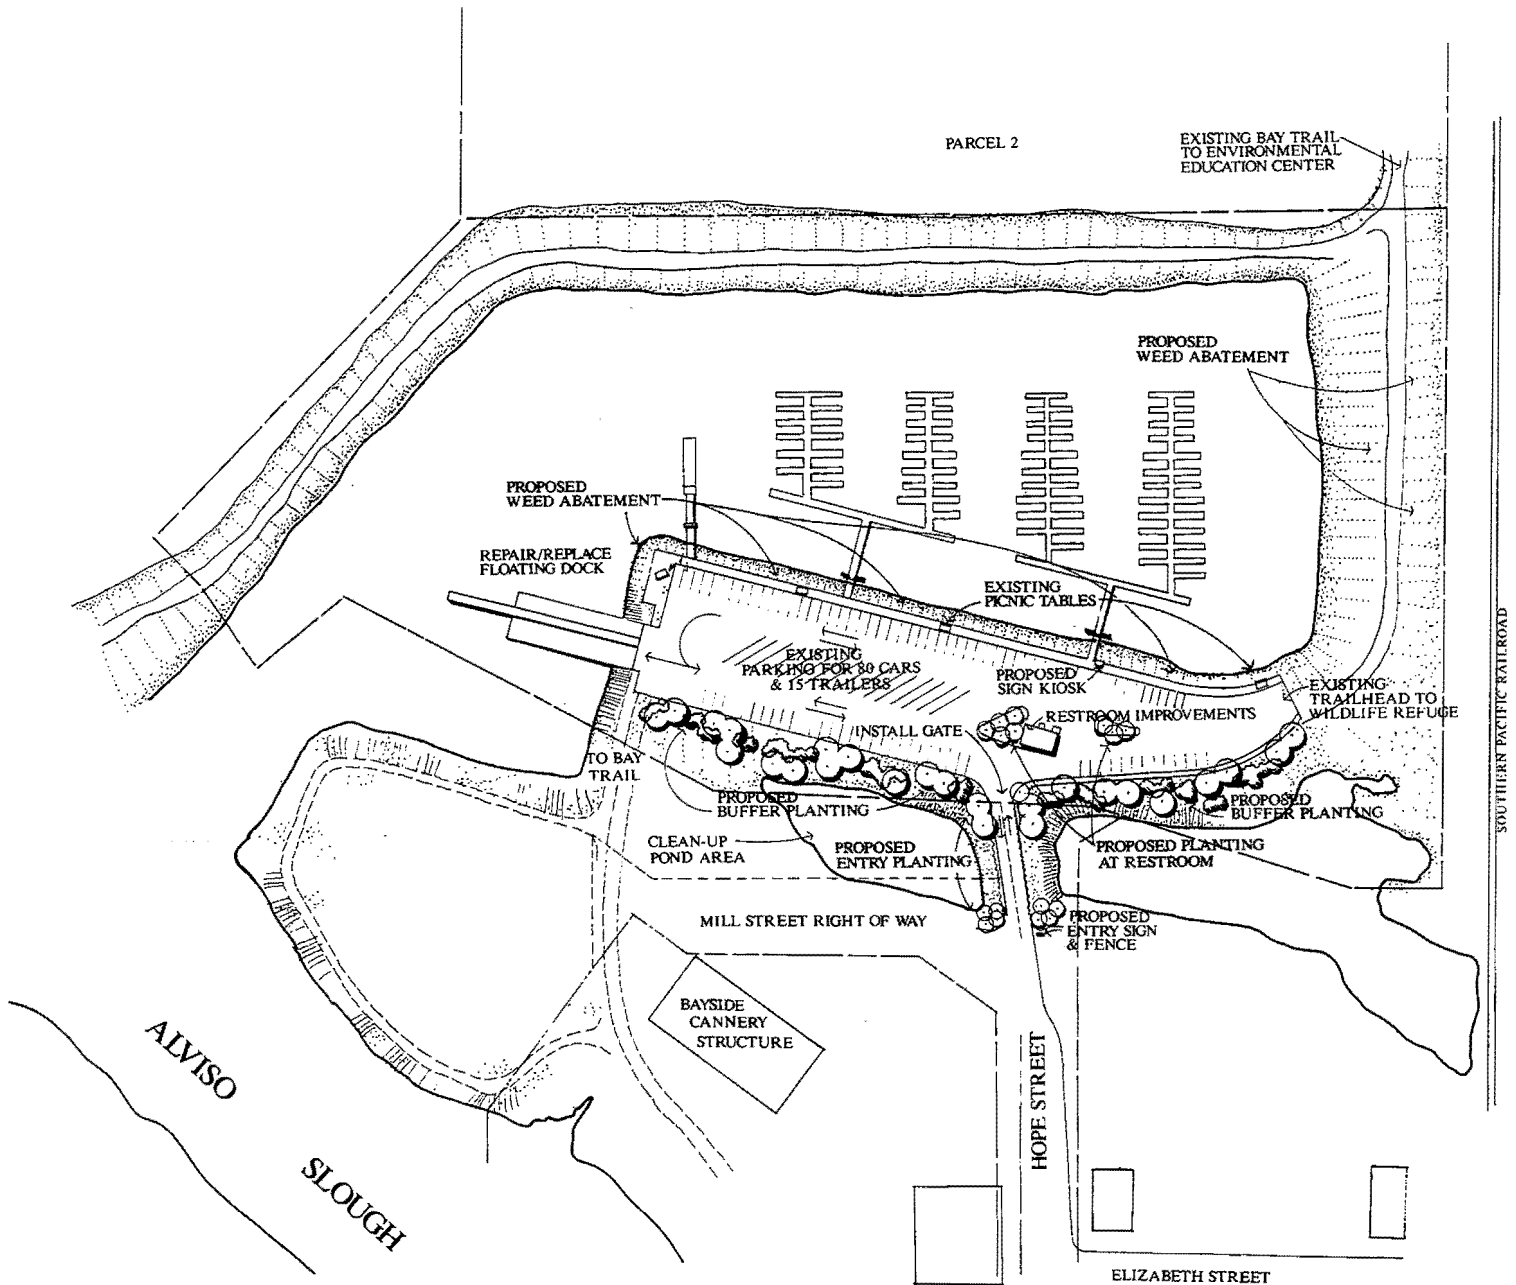 PARCEL 2
EXISTING BAY TRAIL
TO ENVIRONMENTAL
EDUCATION CENTER
PROPOSED
WEED ABATEMENT
PROPOSED
WEED ABATEMENT
REPAIR/REPLACE
FLOATING DOCK
EXISTING
PICNIC TABLES
EXISTING
PARKING FOR 80 CARS
& 15 TRAILERS
PROPOSED
SIGN KIOSK
EXISTING
TRAILHEAD TO
WILDLIFE REFUGE
SOUTHERN PACIFIC RAILROAD
INSTALL GATE
RESTROOM IMPROVEMENTS
TO BAY
TRAIL
PROPOSED
BUFFER PLANTING
PROPOSED
BUFFER PLANTING
CLEAN-UP
POND AREA
PROPOSED
ENTRY PLANTING
PROPOSED PLANTING
AT RESTROOM
MILL STREET RIGHT OF WAY
PROPOSED
ENTRY SIGN
& FENCE
BAYSIDE
CANNERY
STRUCTURE
ALVISO
SLOUGH
HOPE STREET
ELIZABETH STREET